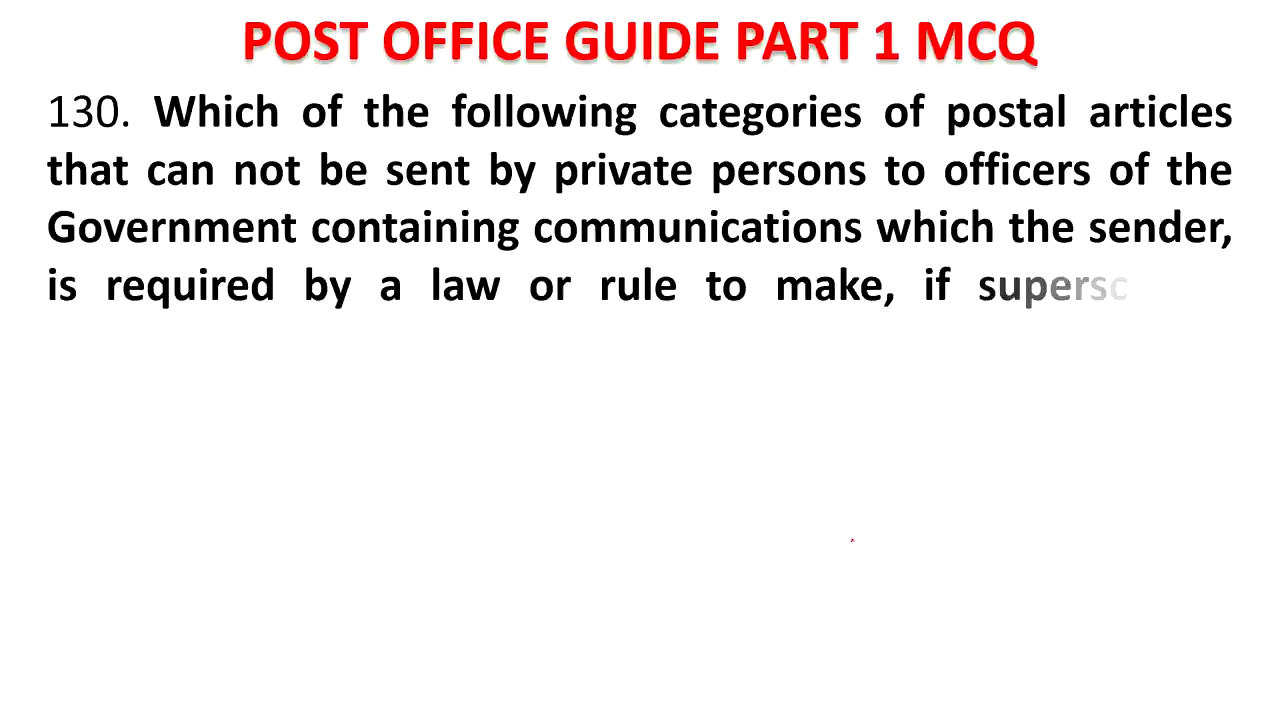 POST OFFICE GUIDE PART 1 MCQ
130. Which of the following categories of postal articles
that can not be sent by private persons to officers of the
Government containing communications which the sender,
is required by a law or rule to make, if supersc